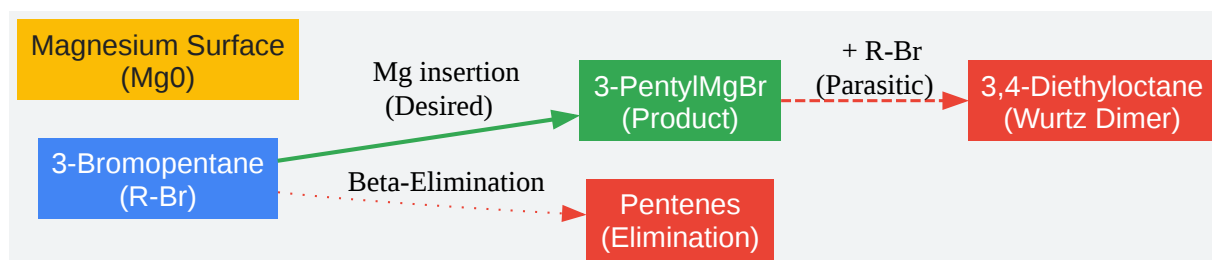 Magnesium Surface
(Mg0)
Mg insertion
(Desired)
3-PentylMgBr
(Product)
+ R-Br
(Parasitic)
3,4-Diethyloctane
(Wurtz Dimer)
3-Bromopentane
(R-Br)
Beta-Elimination
Pentenes
(Elimination)